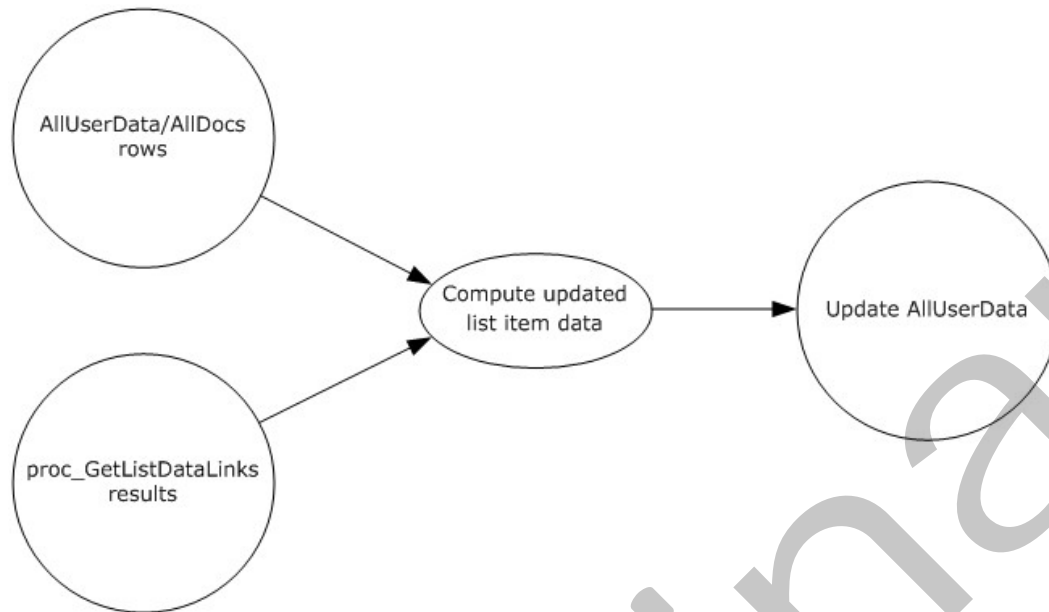 AllUserData/AllDocs
rows
Compute updated
list item data
Update AllUserData
proc_GetListDataLinks
results